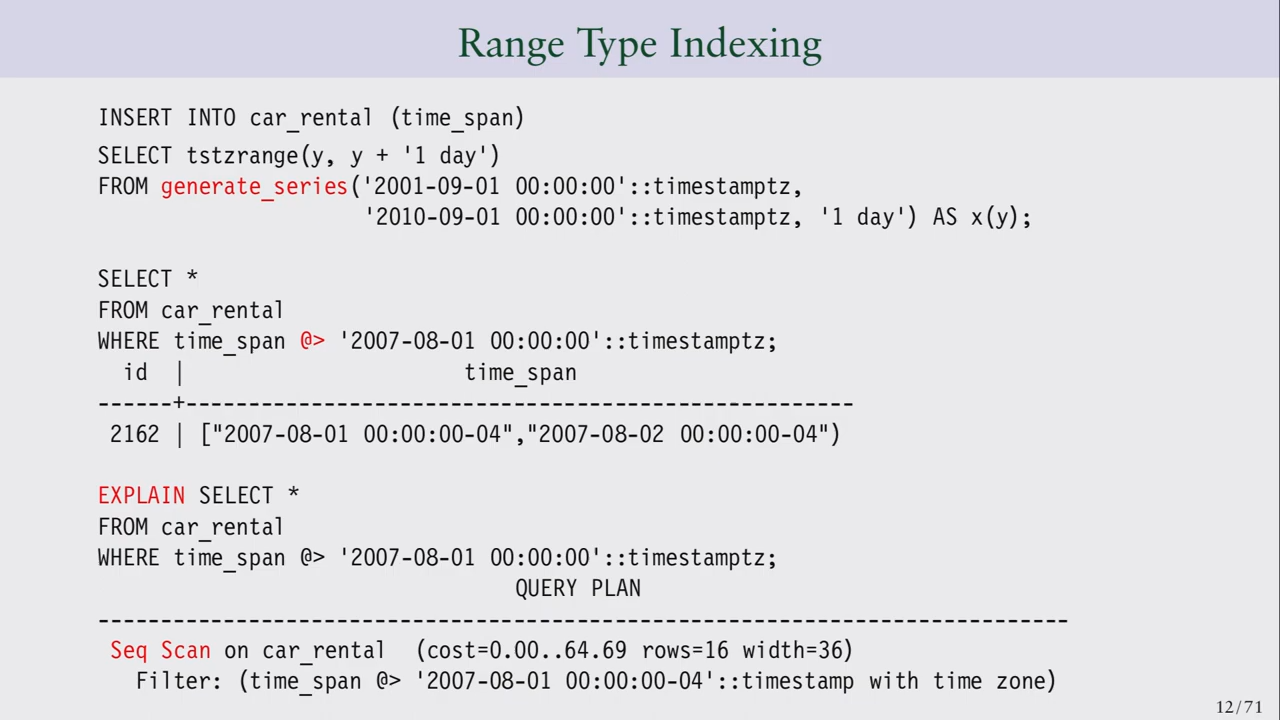 Range Type Indexing
INSERT INTO car_rental (time_span)
SELECT tstzrange(y, y + '1 day')
FROM generate_series('2001-09-01 00:00:00'::timestamptz,
'2010-09-01 00:00:00'::timestamptz, '1 day') AS x(y);
SELECT *
FROM car_rental
WHERE time_span @> '2007-08-01 00:00:00'::timestamptz;
id | time_span
------+-----------------------------------------------------
2162 | ["2007-08-01 00:00:00-04","2007-08-02 00:00:00-04")
EXPLAIN SELECT *
FROM car_rental
WHERE time_span @> '2007-08-01 00:00:00'::timestamptz;
QUERY PLAN
-----------------------------------------------------------------------------
Seq Scan on car_rental (cost=0.00..64.69 rows=16 width=36)
Filter: (time_span @> '2007-08-01 00:00:00-04'::timestamp with time zone)
12/71